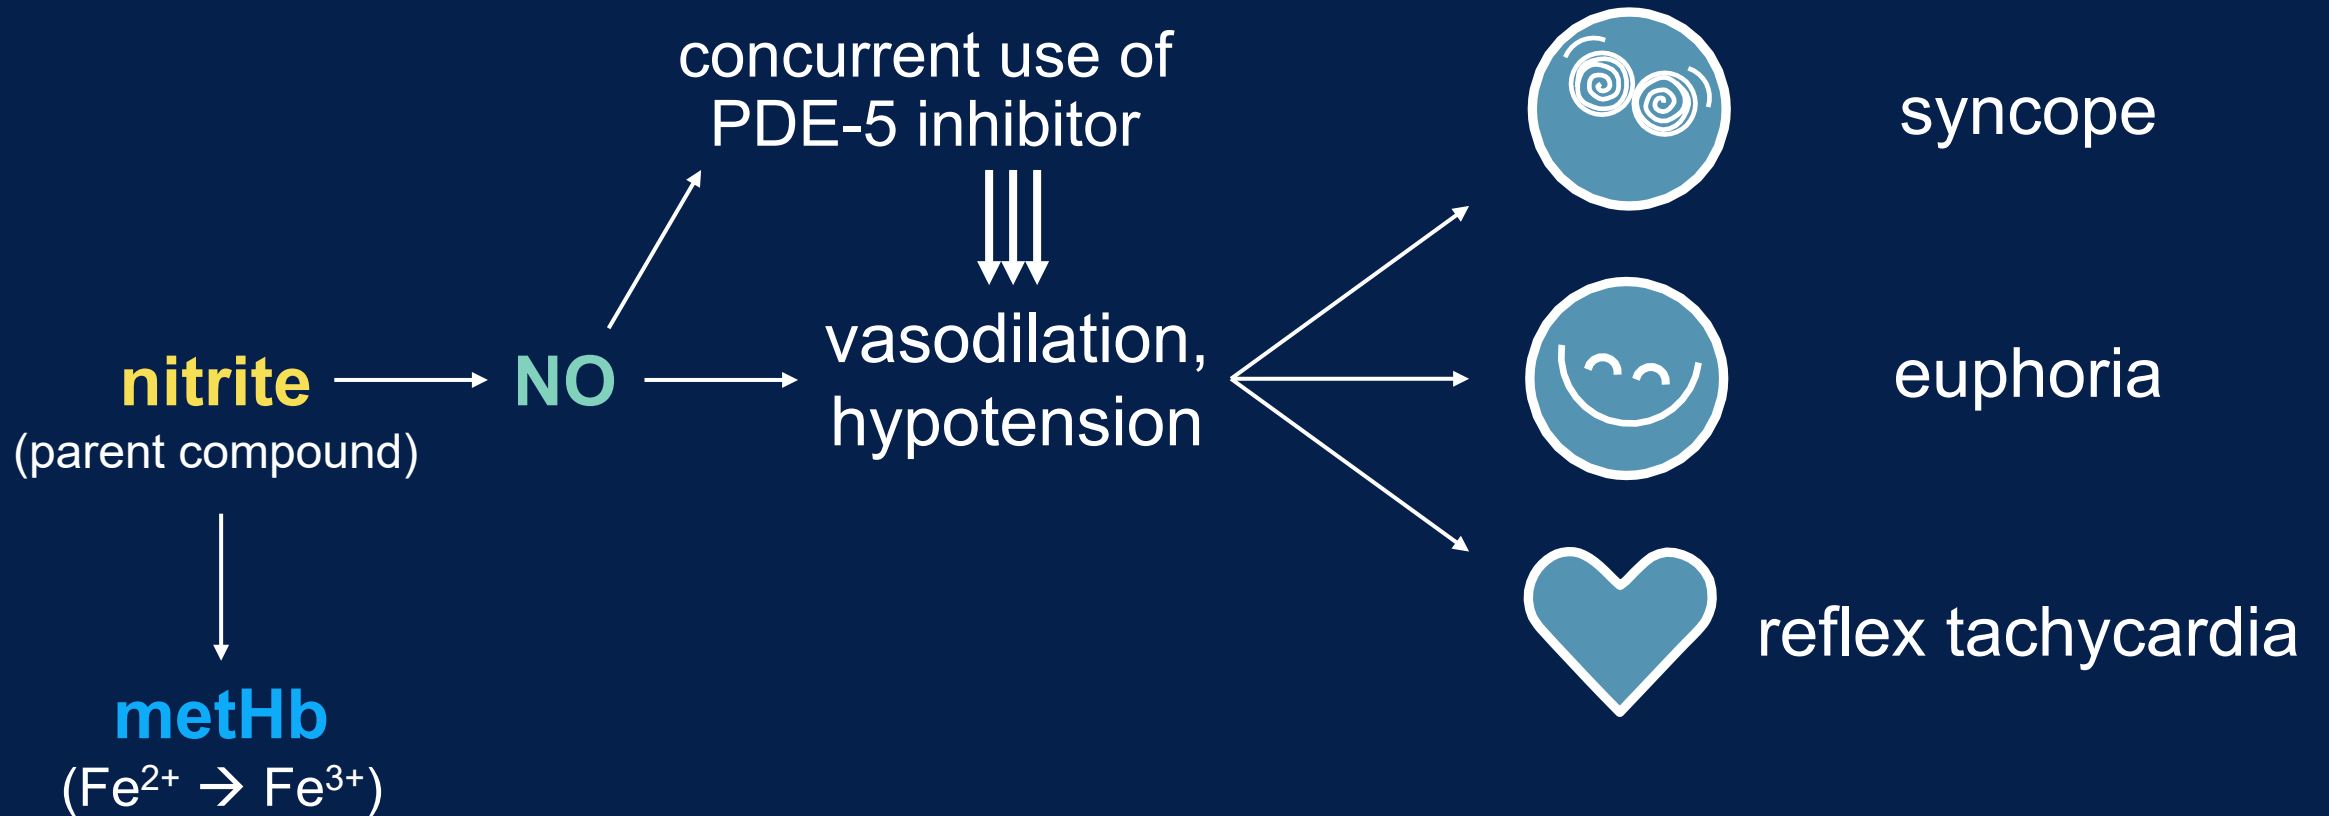 concurrent use of
PDE-5 inhibitor
syncope
nitrite
(parent compound)
NO
vasodilation,
hypotension
euphoria
reflex tachycardia
metHb
(Fe²⁺ → Fe³⁺)